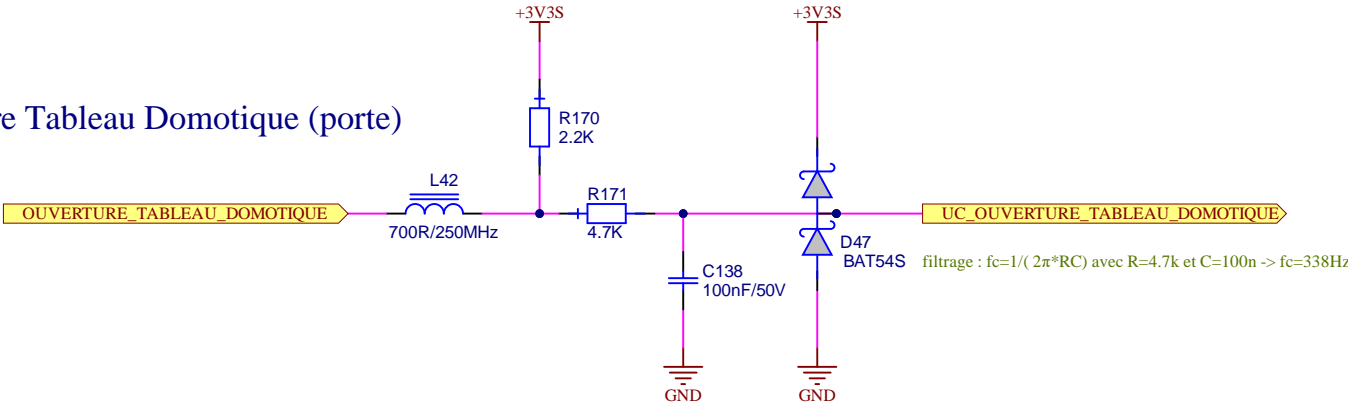 +3V3S
+3V3S
re Tableau Domotique (porte)
R170
2.2K
L42
R171
OUVERTURE_TABLEAU_DOMOTIQUE
UC_OUVERTURE_TABLEAU_DOMOTIQUE
700R/250MHz
4.7K
D47
BAT54S
filtrage : fc=1/( 2π*RC) avec R=4.7k et C=100n -> fc=338Hz
C138
100nF/50V
GND
GND